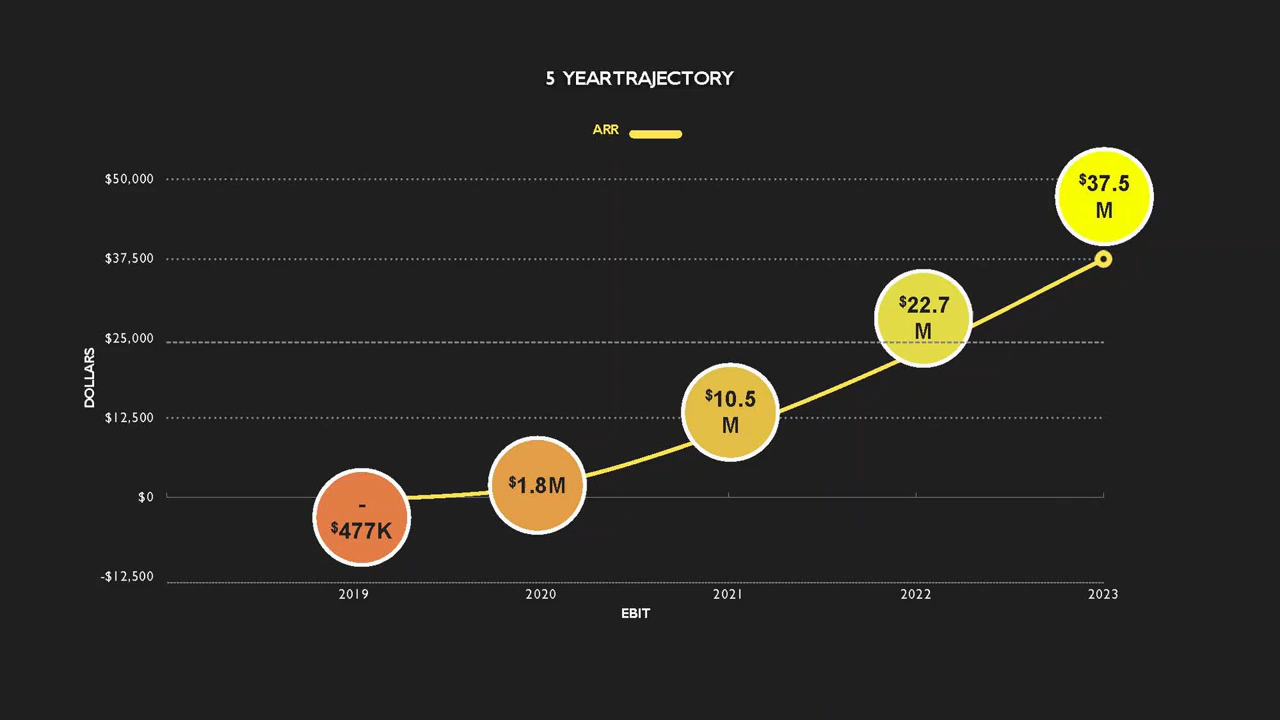 5 YEARTRAJECTORY
ARR
$50,000
$37,500
$25,000
$12,500
$0
-$12,500
DOLLARS
-
$477K
$1.8M
$10.5
M
$22.7
M
$37.5
M
2019
2020
2021
2022
2023
EBIT